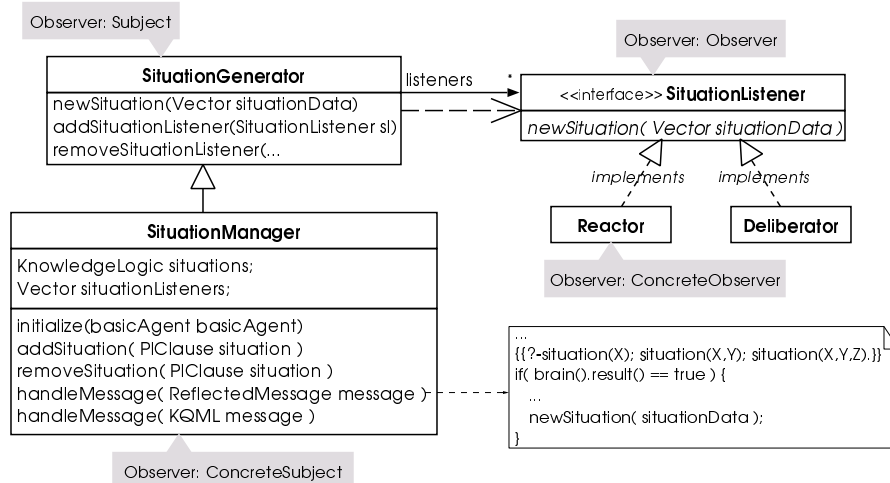 Observer: Subject
Observer: Observer
SituationGenerator
newSituation(Vector situationData)
addSituationListener(SituationListener sl)
removeSituationListener(...
listeners
*
<<interface>> SituationListener
newSituation( Vector situationData )
implements
implements
Reactor
Deliberator
Observer: ConcreteObserver
SituationManager
KnowledgeLogic situations;
Vector situationListeners;
initialize(basicAgent basicAgent)
addSituation( PlClause situation )
removeSituation( PlClause situation )
handleMessage( ReflectedMessage message )
handleMessage( KQML message )
...
{{?-situation(X); situation(X,Y); situation(X,Y,Z).}}
if( brain().result() == true ) {
...
newSituation( situationData );
}
Observer: ConcreteSubject